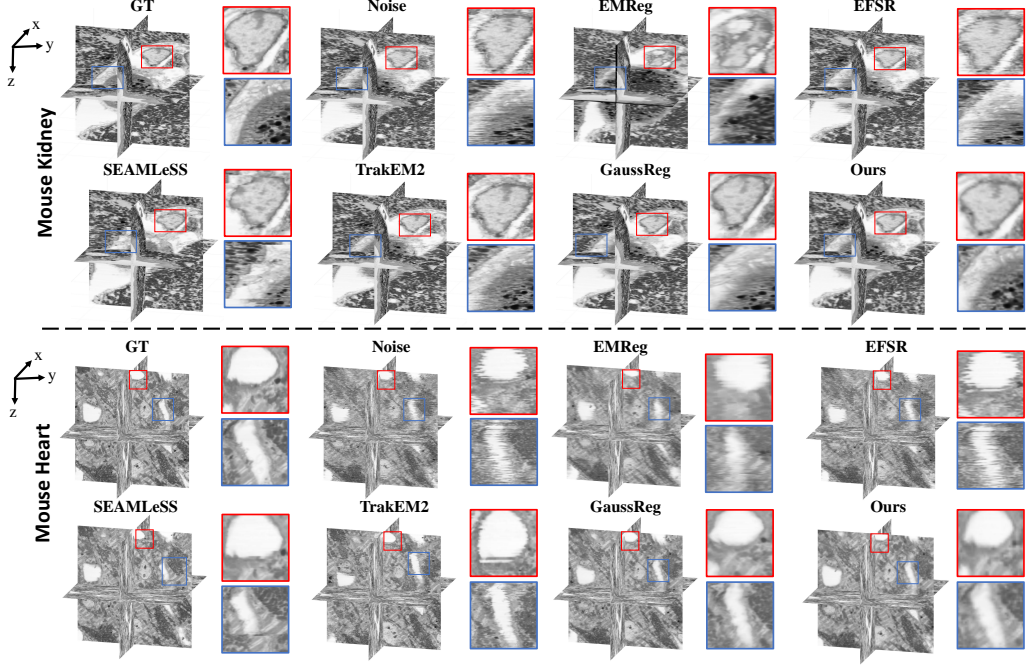 GT Noise EMReg EFSR
x
y
z
Mouse Kidney
SEAMLeSS TrakEM2 GaussReg Ours
GT Noise EMReg EFSR
x
y
z
Mouse Heart
SEAMLeSS TrakEM2 GaussReg Ours